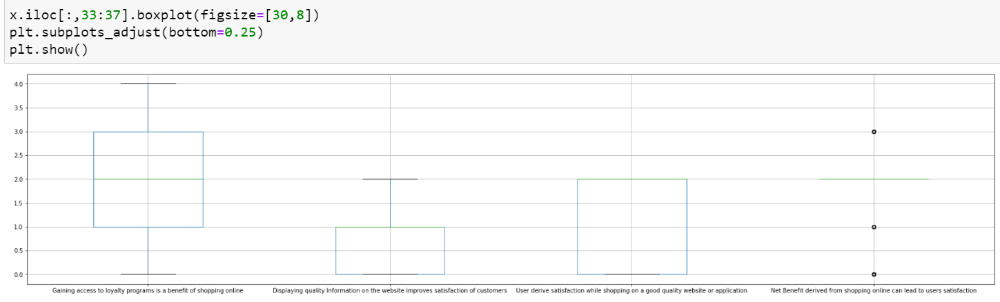 x.iloc[:,33:37].boxplot(figsize=[30,8])
plt.subplots_adjust(bottom=0.25)
plt.show()
4.0
3.5
3.0
2.5
2.0
1.5
1.0
0.5
0.0
Gaining access to loyalty programs is a benefit of shopping online Displaying quality Information on the website improves satisfaction of customers User derive satisfaction while shopping on a good quality website or application Net Benefit derived from shopping online can lead to users satisfaction